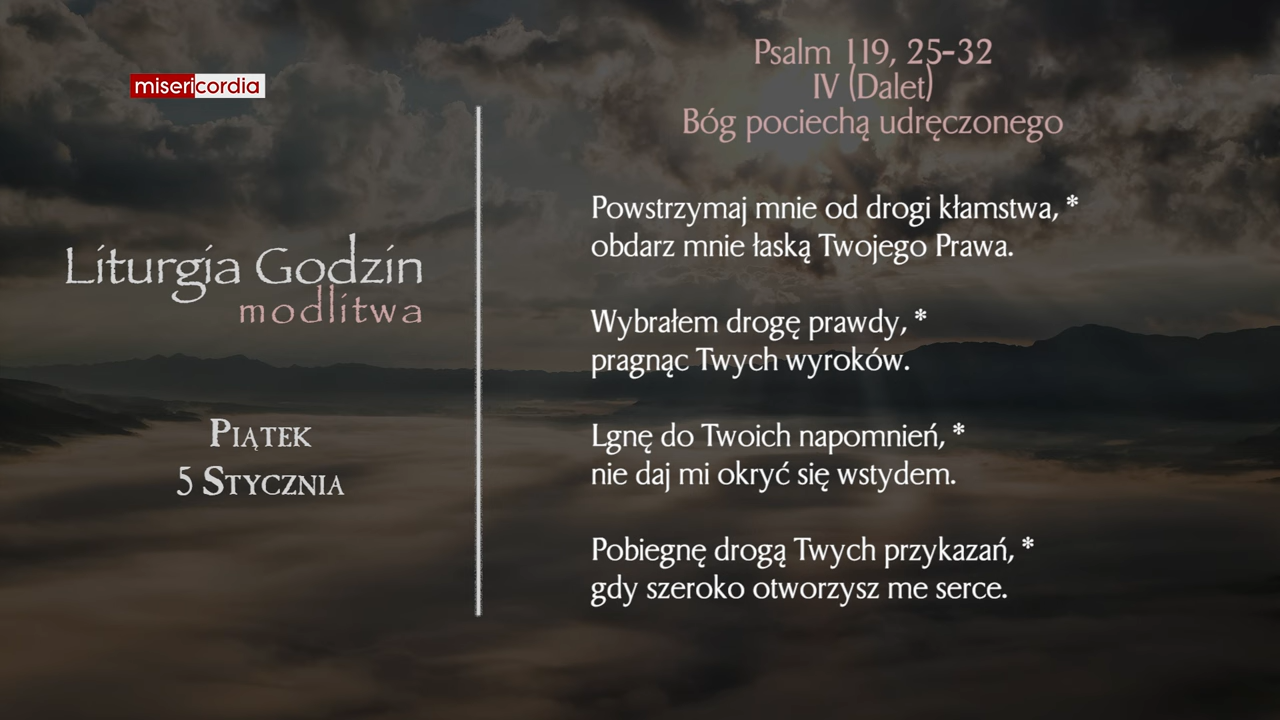 misericordia
Liturgia Godzin
modlitwa
Piątek
5 Stycznia
Psalm 119, 25-32
IV (Dalet)
Bóg pociechą udręczonego
Powstrzymaj mnie od drogi kłamstwa, *
obdarz mnie łaską Twojego Prawa.
Wybrałem drogę prawdy, *
pragnąc Twych wyroków.
Lgnę do Twoich napomnień, *
nie daj mi okryć się wstydem.
Pobiegnę drogą Twych przykazań, *
gdy szeroko otworzysz me serce.